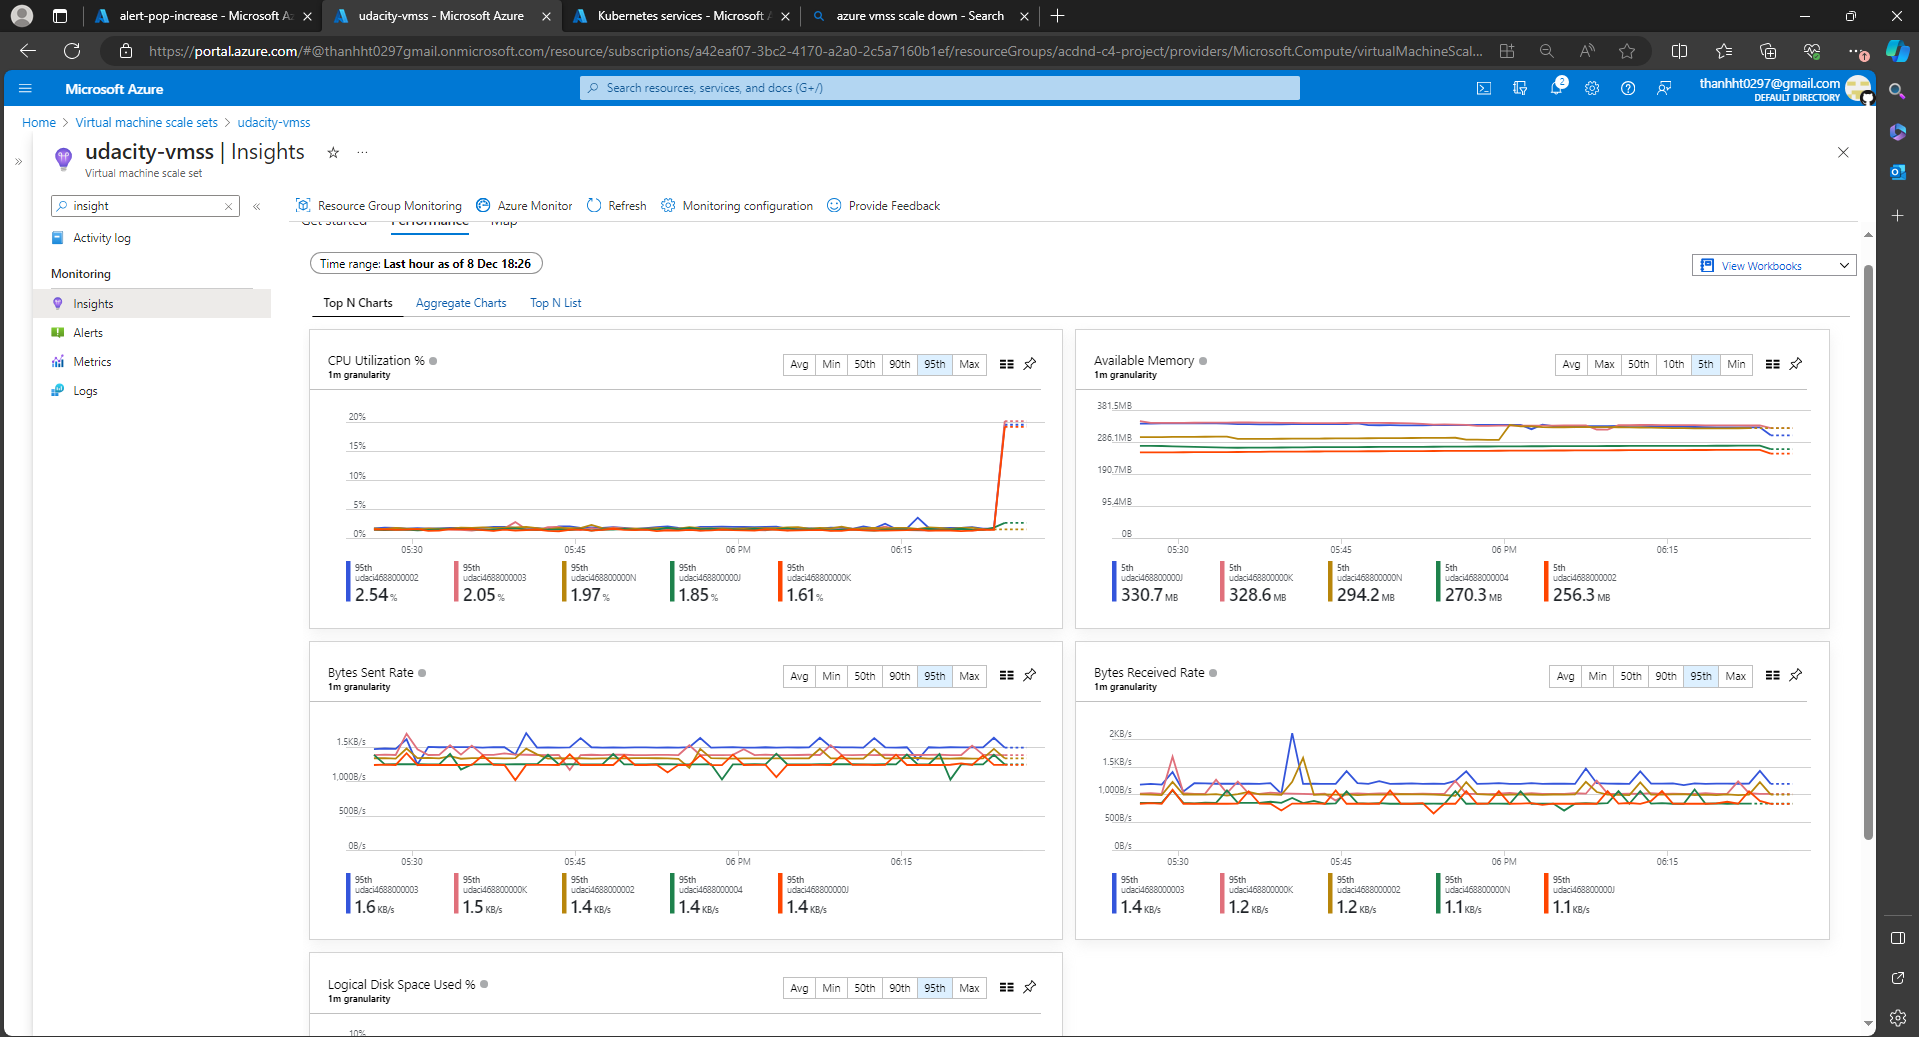 alert-pop-increase - Microsoft Az
udacity-vmss - Microsoft Azure
Kubernetes services - Microsoft A
azure vmss scale down - Search
https://portal.azure.com/#@thanhht0297gmail.onmicrosoft.com/resource/subscriptions/a42eaf07-3bc2-4170-a2a0-2c5a7160b1ef/resourceGroups/acdnd-c4-project/providers/Microsoft.Compute/virtualMachineScal...
Microsoft Azure
Search resources, services, and docs (G+/)
2
thanhht0297@gmail.com
DEFAULT DIRECTORY
Home > Virtual machine scale sets > udacity-vmss
udacity-vmss | Insights
Virtual machine scale set
insight
Resource Group Monitoring
Azure Monitor
Refresh
Monitoring configuration
Provide Feedback
Activity log
Monitoring
Insights
Alerts
Metrics
Logs
Get started
Performance
Map
Time range: Last hour as of 8 Dec 18:26
View Workbooks
Top N Charts
Aggregate Charts
Top N List
CPU Utilization %
1m granularity
Avg Min 50th 90th 95th Max
20%
15%
10%
5%
0%
05:30 05:45 06 PM 06:15
95th 95th 95th 95th 95th
udaci4688000002 udaci4688000003 udaci468800000N udaci468800000J udaci468800000K
2.54% 2.05% 1.97% 1.85% 1.61%
Available Memory
1m granularity
Avg Max 50th 10th 5th Min
381.5MB
286.1MB
190.7MB
95.4MB
0B
05:30 05:45 06 PM 06:15
5th 5th 5th 5th 5th
udaci468800000J udaci468800000K udaci468800000N udaci4688000004 udaci4688000002
330.7 MB 328.6 MB 294.2 MB 270.3 MB 256.3 MB
Bytes Sent Rate
1m granularity
Avg Min 50th 90th 95th Max
1.5KB/s
1,000B/s
500B/s
0B/s
05:30 05:45 06 PM 06:15
95th 95th 95th 95th 95th
udaci4688000003 udaci468800000K udaci4688000002 udaci4688000004 udaci468800000J
1.6 KB/s 1.5 KB/s 1.4 KB/s 1.4 KB/s 1.4 KB/s
Bytes Received Rate
1m granularity
Avg Min 50th 90th 95th Max
2KB/s
1.5KB/s
1,000B/s
500B/s
0B/s
05:30 05:45 06 PM 06:15
95th 95th 95th 95th 95th
udaci4688000003 udaci468800000K udaci4688000002 udaci468800000N udaci468800000J
1.4 KB/s 1.2 KB/s 1.2 KB/s 1.1 KB/s 1.1 KB/s
Logical Disk Space Used %
1m granularity
Avg Min 50th 90th 95th Max
10%